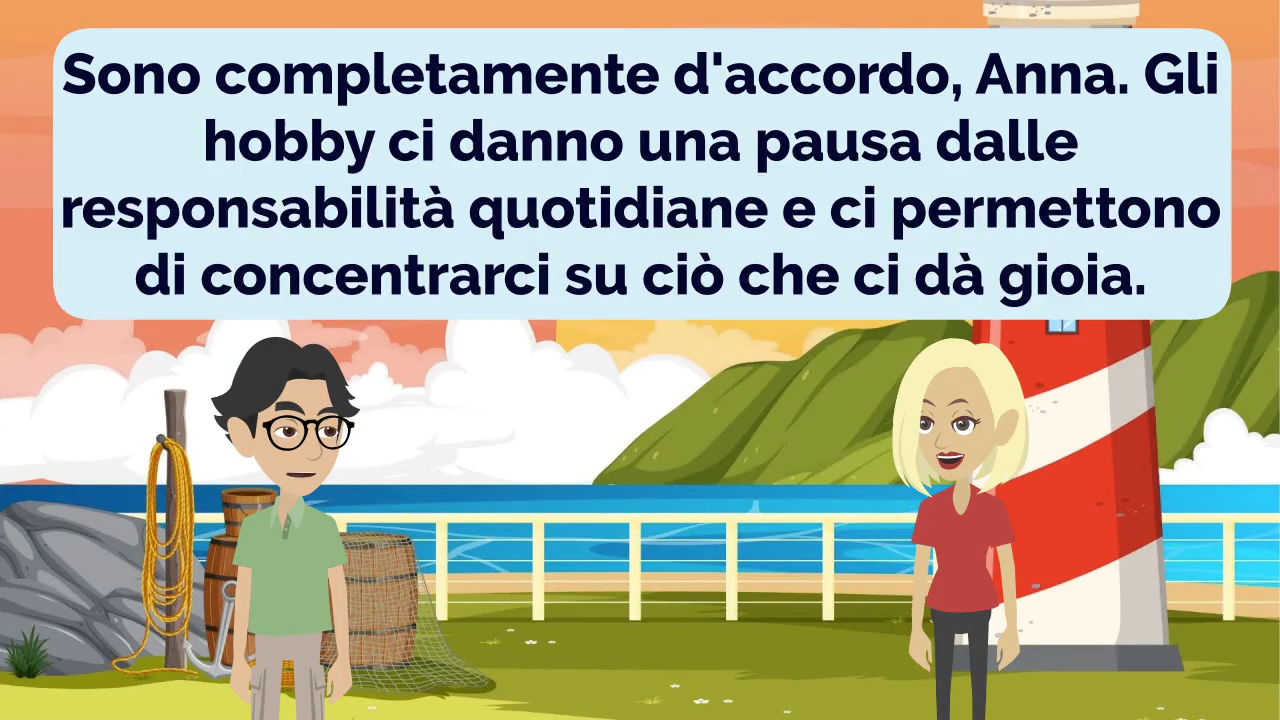 Sono completamente d'accordo, Anna. Gli
hobby ci danno una pausa dalle
responsabilità quotidiane e ci permettono
di concentrarci su ciò che ci dà gioia.